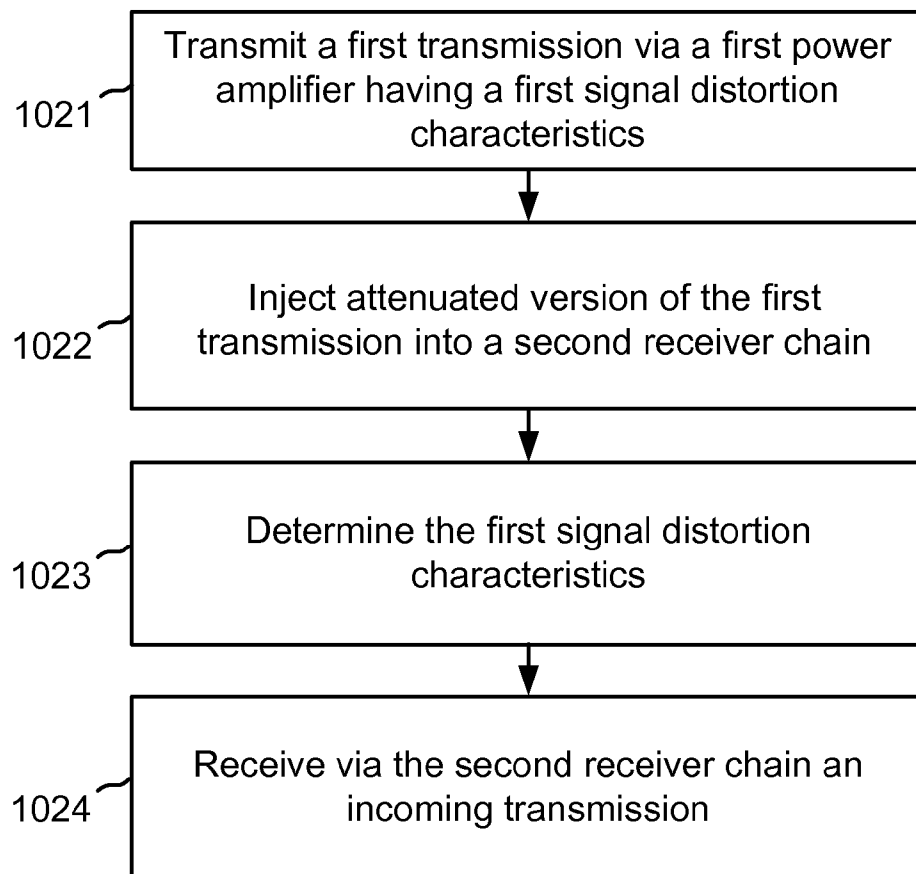 Transmit a first transmission via a first power
amplifier having a first signal distortion
characteristics
1021
Inject attenuated version of the first
transmission into a second receiver chain
1022
Determine the first signal distortion
characteristics
1023
Receive via the second receiver chain an
incoming transmission
1024